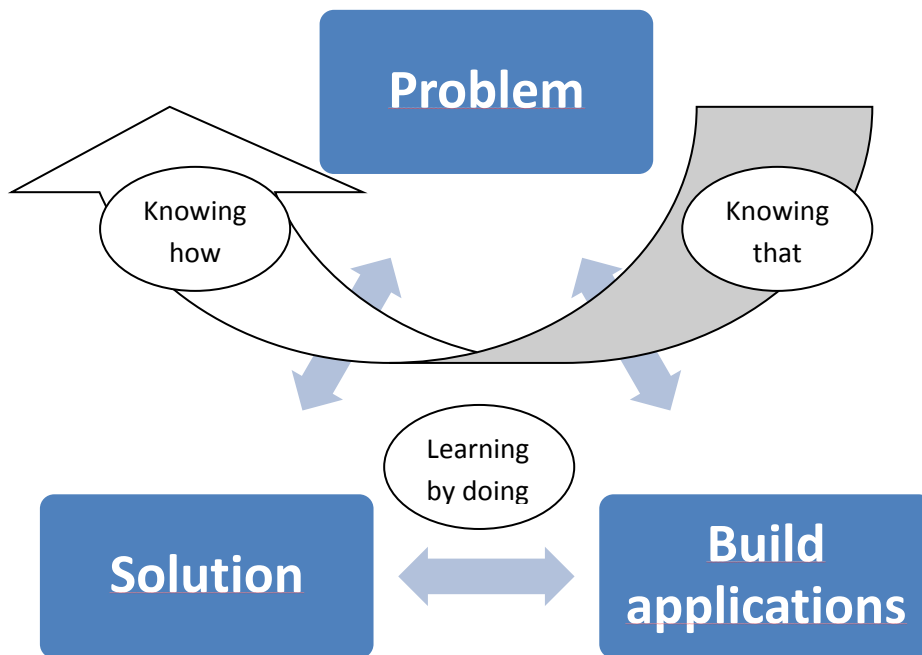 Problem
Knowing
how
Knowing
that
Learning
by doing
Solution
Build
applications